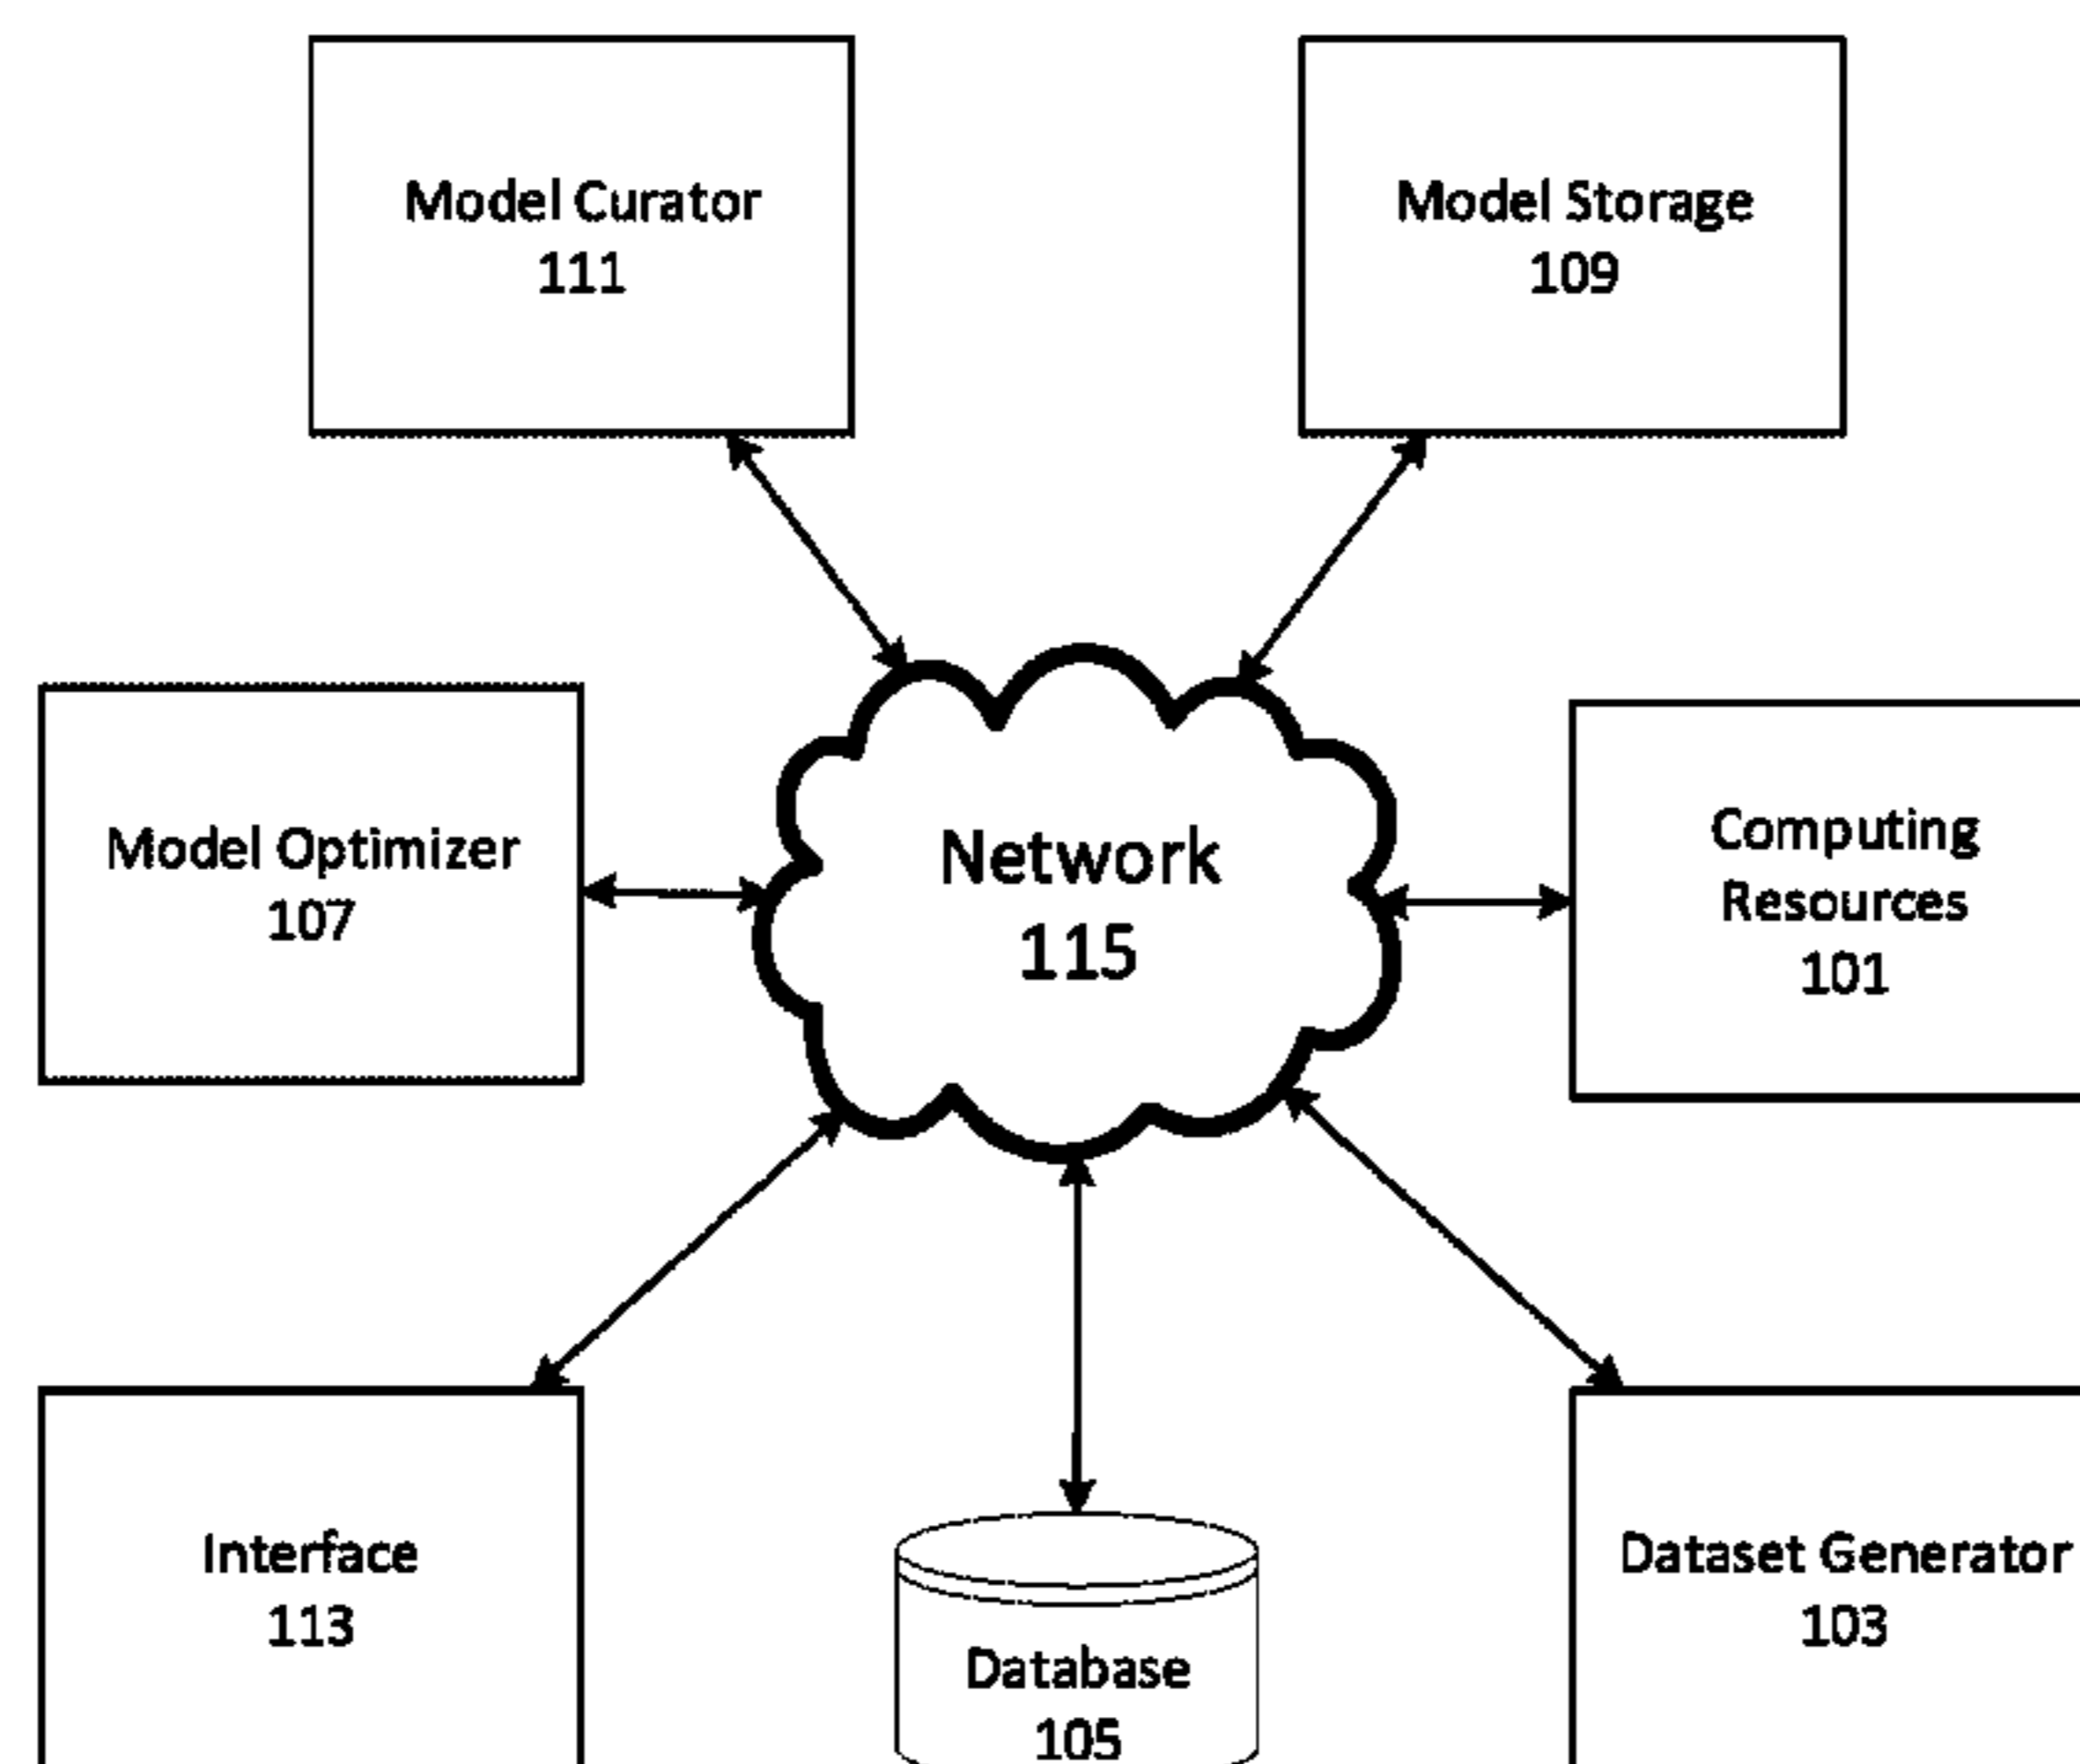 Model Curator
111
Model Storage
109
Model Optimizer
107
Network
115
Computing
Resources
101
Interface
113
Database
105
Dataset Generator
103